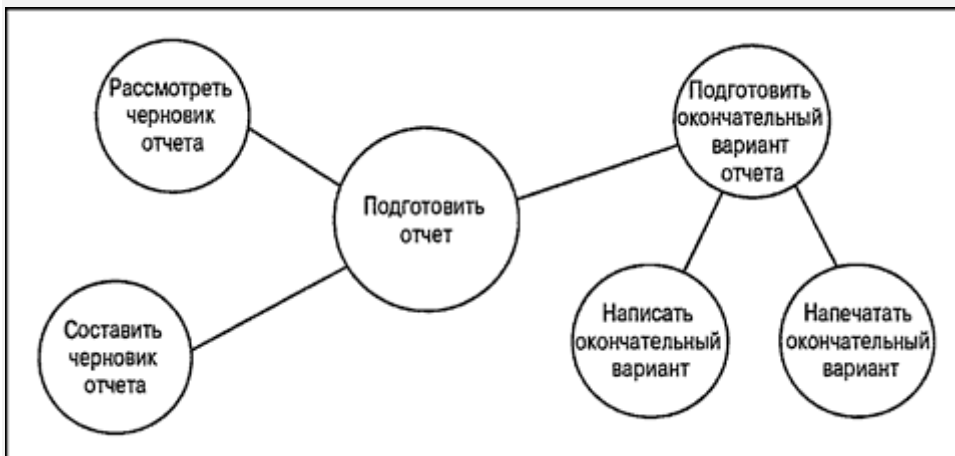 Рассмотреть
черновик
отчета
Подготовить
окончательный
вариант
отчета
Подготовить
отчет
Составить
черновик
отчета
Написать
окончательный
вариант
Напечатать
окончательный
вариант